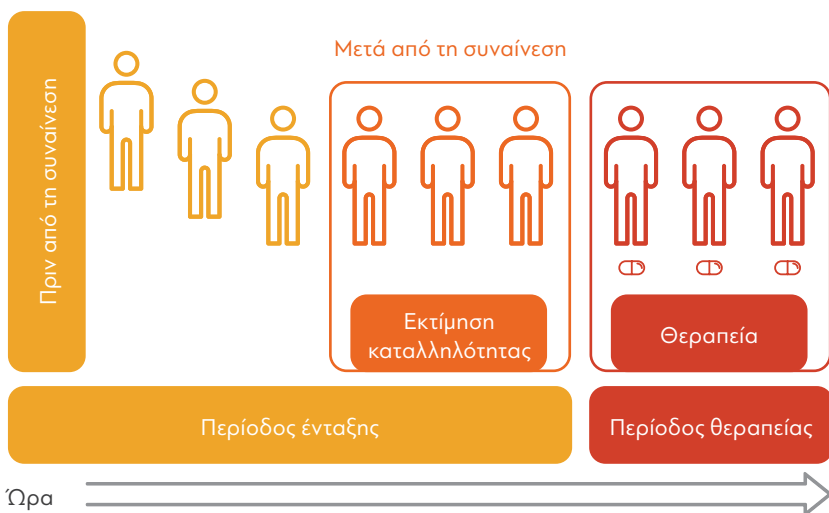 Πριν από τη συναίνεση
Μετά από τη συναίνεση
Εκτίμηση
καταλληλότητας
Θεραπεία
Περίοδος ένταξης
Περίοδος θεραπείας
Ώρα